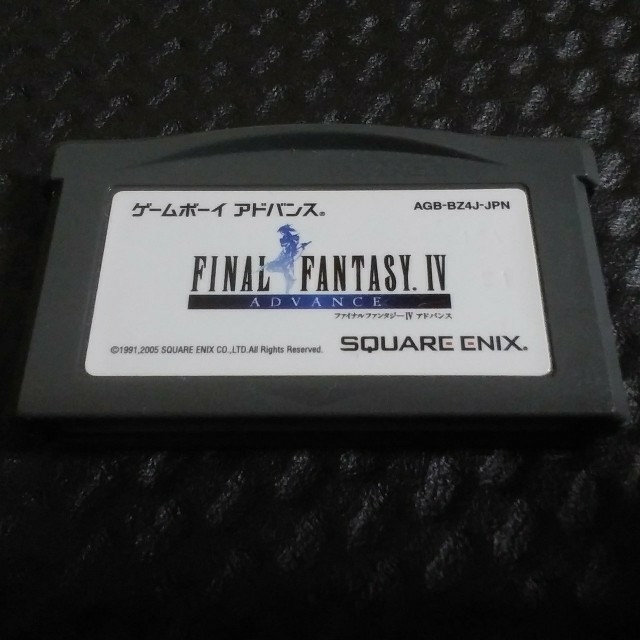 ゲームボーイ アドバンス®
AGB-BZ4J-JPN
FINAL FANTASY. IV
ADVANCE
ファイナルファンタジーIV アドバンス
©1991,2005 SQUARE ENIX CO.,LTD.All Rights Reserved.
SQUARE ENIX®